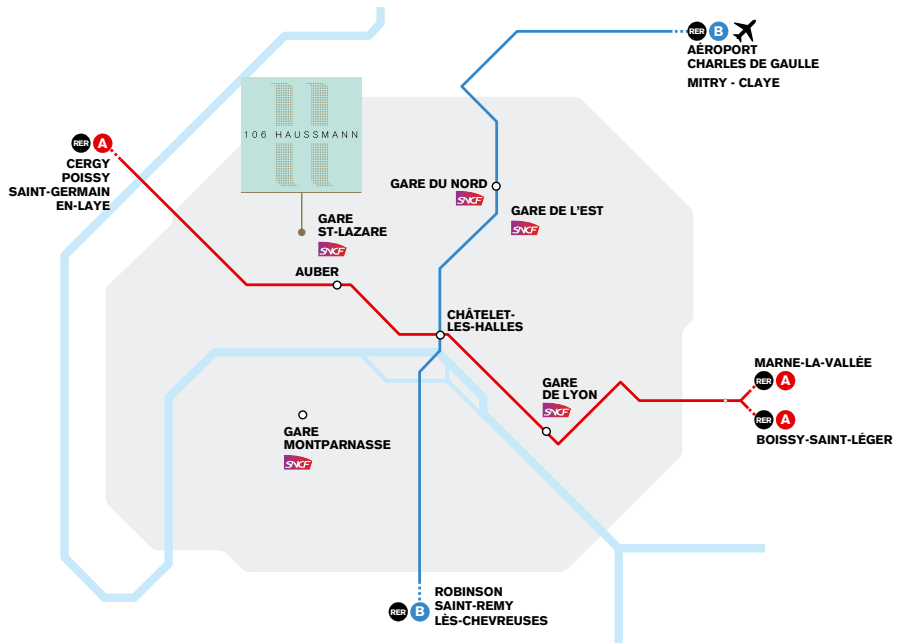 RER B
AÉROPORT
CHARLES DE GAULLE
MITRY - CLAYE
106 HAUSSMANN
RER A
CERGY
POISSY
SAINT-GERMAIN
EN-LAYE
GARE DU NORD
SNCF
GARE DE L'EST
SNCF
GARE
ST-LAZARE
SNCF
AUBER
CHÂTELET-
LES-HALLES
MARNE-LA-VALLÉE
RER A
RER A
BOISSY-SAINT-LÉGER
GARE
DE LYON
SNCF
GARE
MONTPARNASSE
SNCF
RER B
ROBINSON
SAINT-REMY
LÈS-CHEVREUSES